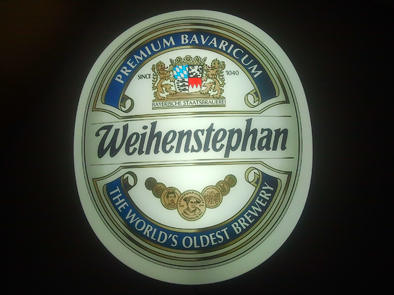 PREMIUM BAVARICUM
SINCE 1040
BAYERISCHE STAATSBRAUEREI
Weihenstephan
THE WORLD'S OLDEST BREWERY